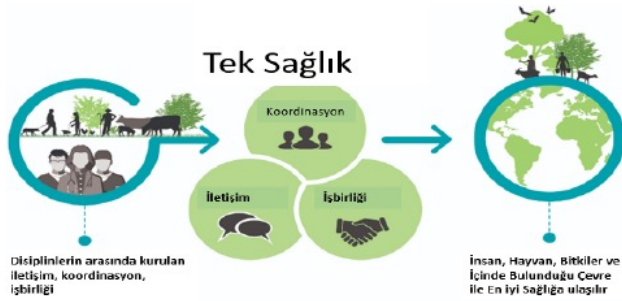 Tek Sağlık
Koordinasyon
İletişim
İşbirliği
Disiplinlerin arasında kurulan
iletişim, koordinasyon,
işbirliği
İnsan, Hayvan, Bitkiler ve
İçinde Bulunduğu Çevre
ile En iyi Sağlığa ulaşılır